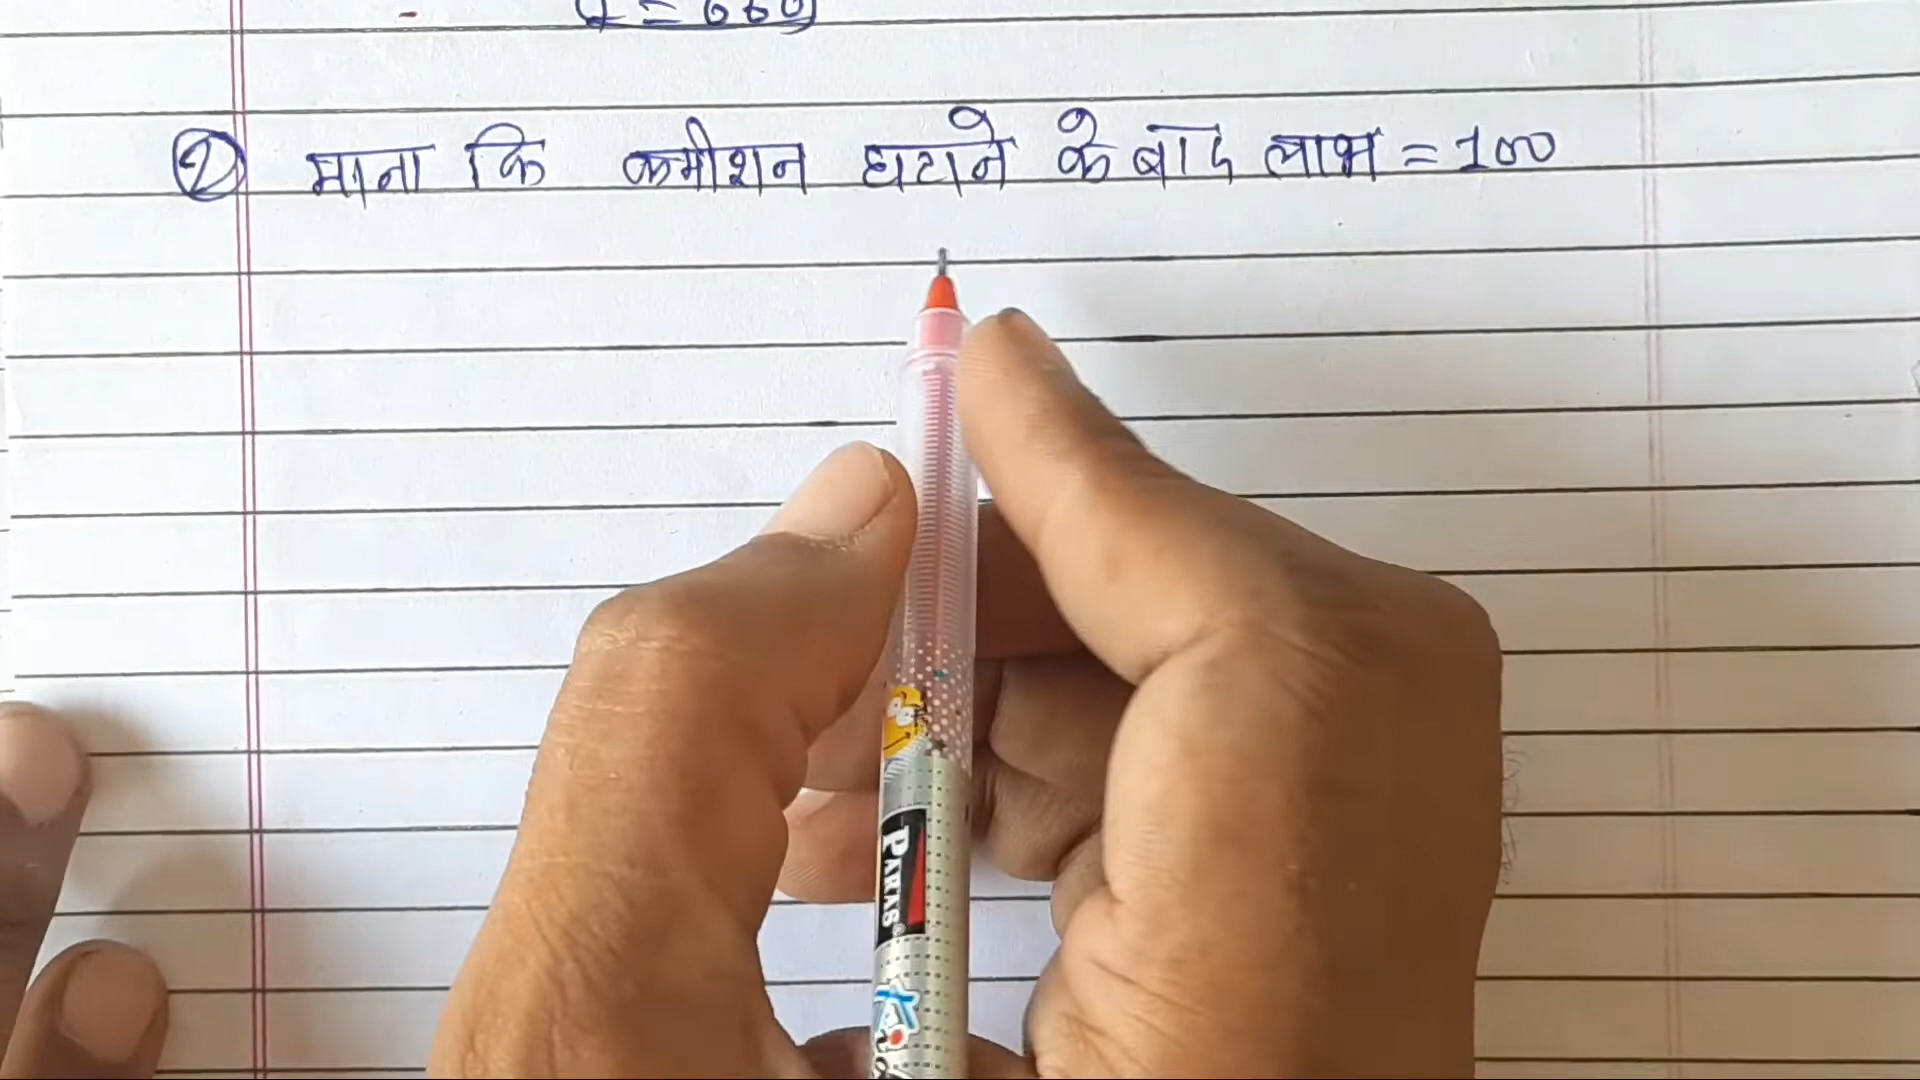 ② माना कि कमीशन घटाने के बाद लाभ = 100
PARAS